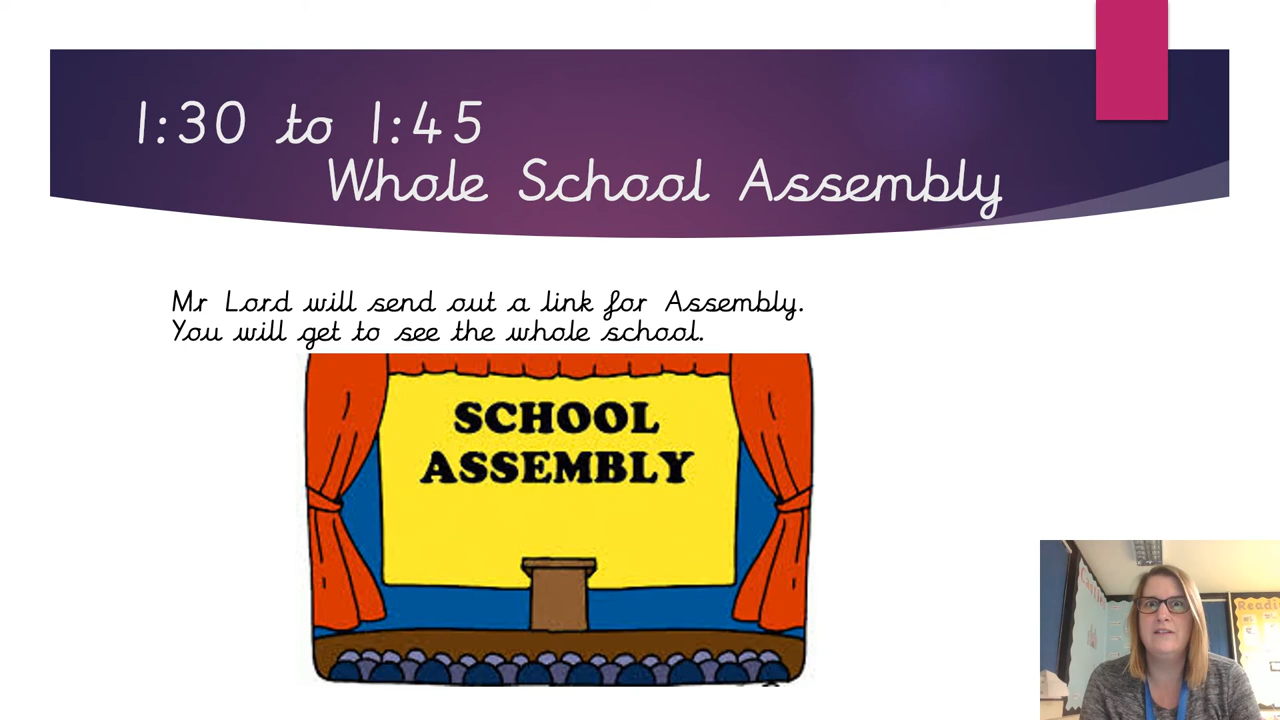 1:30 to 1:45
Whole School Assembly
Mr Lord will send out a link for Assembly.
You will get to see the whole school.
SCHOOL
ASSEMBLY